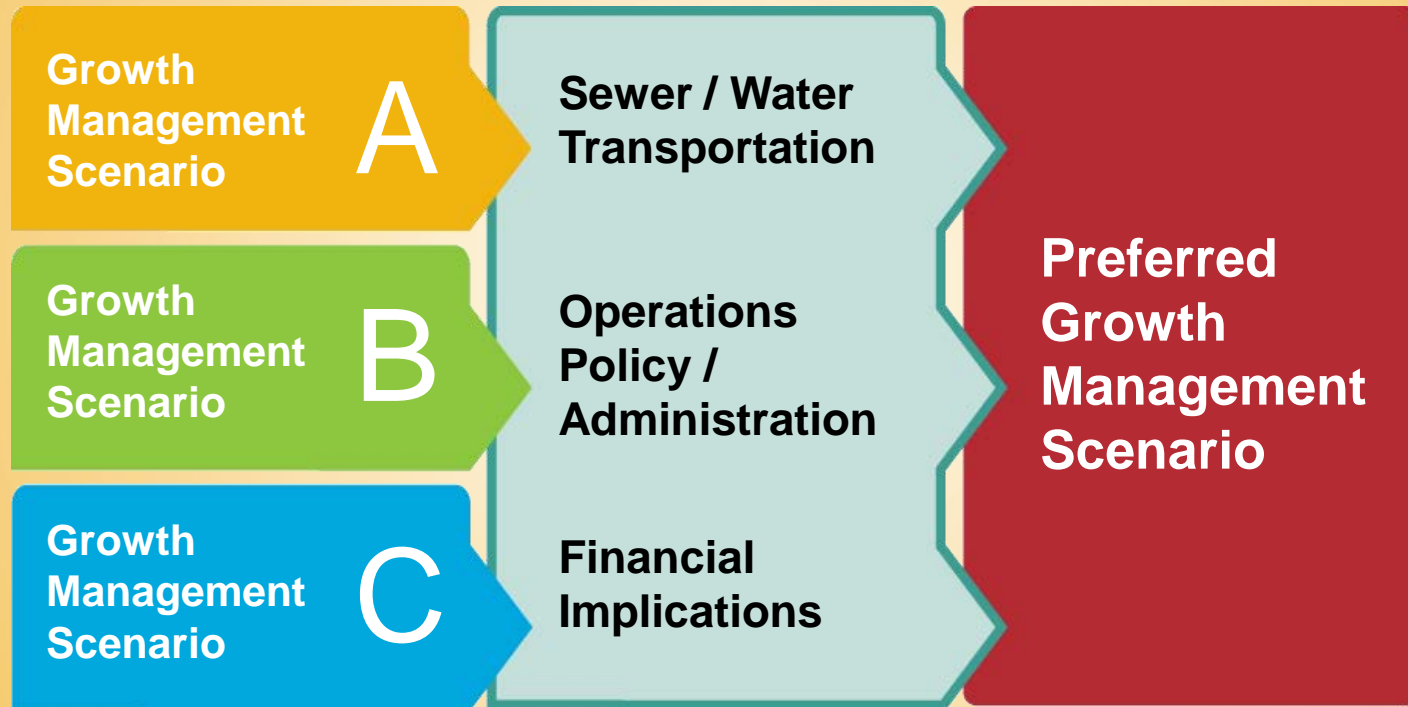 Growth
Management
Scenario
A
Sewer / Water
Transportation
Growth
Management
Scenario
B
Operations
Policy /
Administration
Growth
Management
Scenario
C
Financial
Implications
Preferred
Growth
Management
Scenario